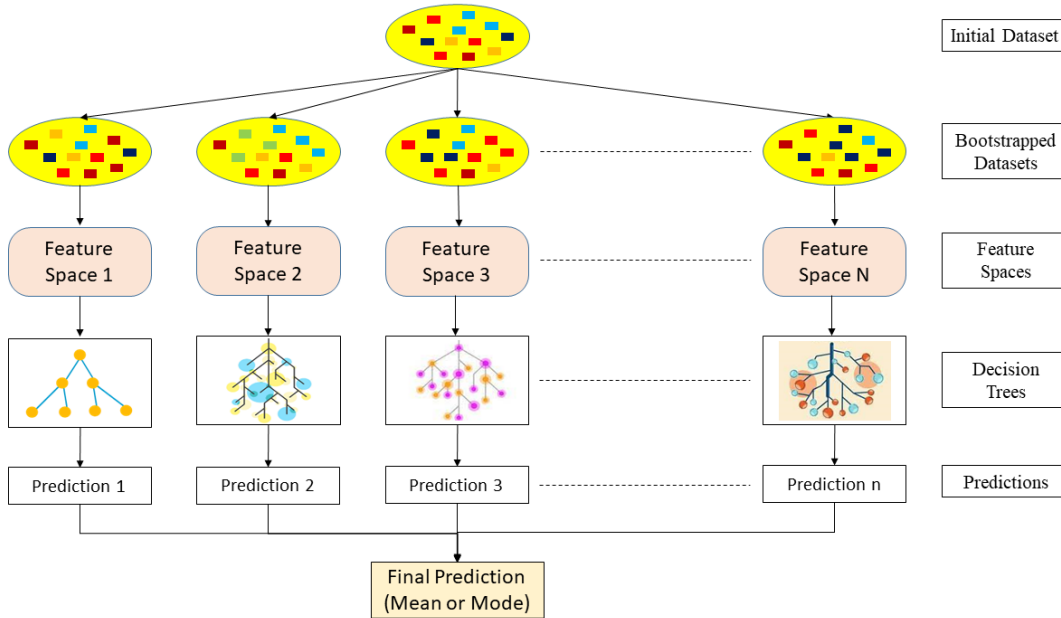 Initial Dataset
Bootstrapped
Datasets
Feature
Space 1
Feature
Space 2
Feature
Space 3
Feature
Space N
Feature
Spaces
Decision
Trees
Prediction 1
Prediction 2
Prediction 3
Prediction n
Predictions
Final Prediction
(Mean or Mode)